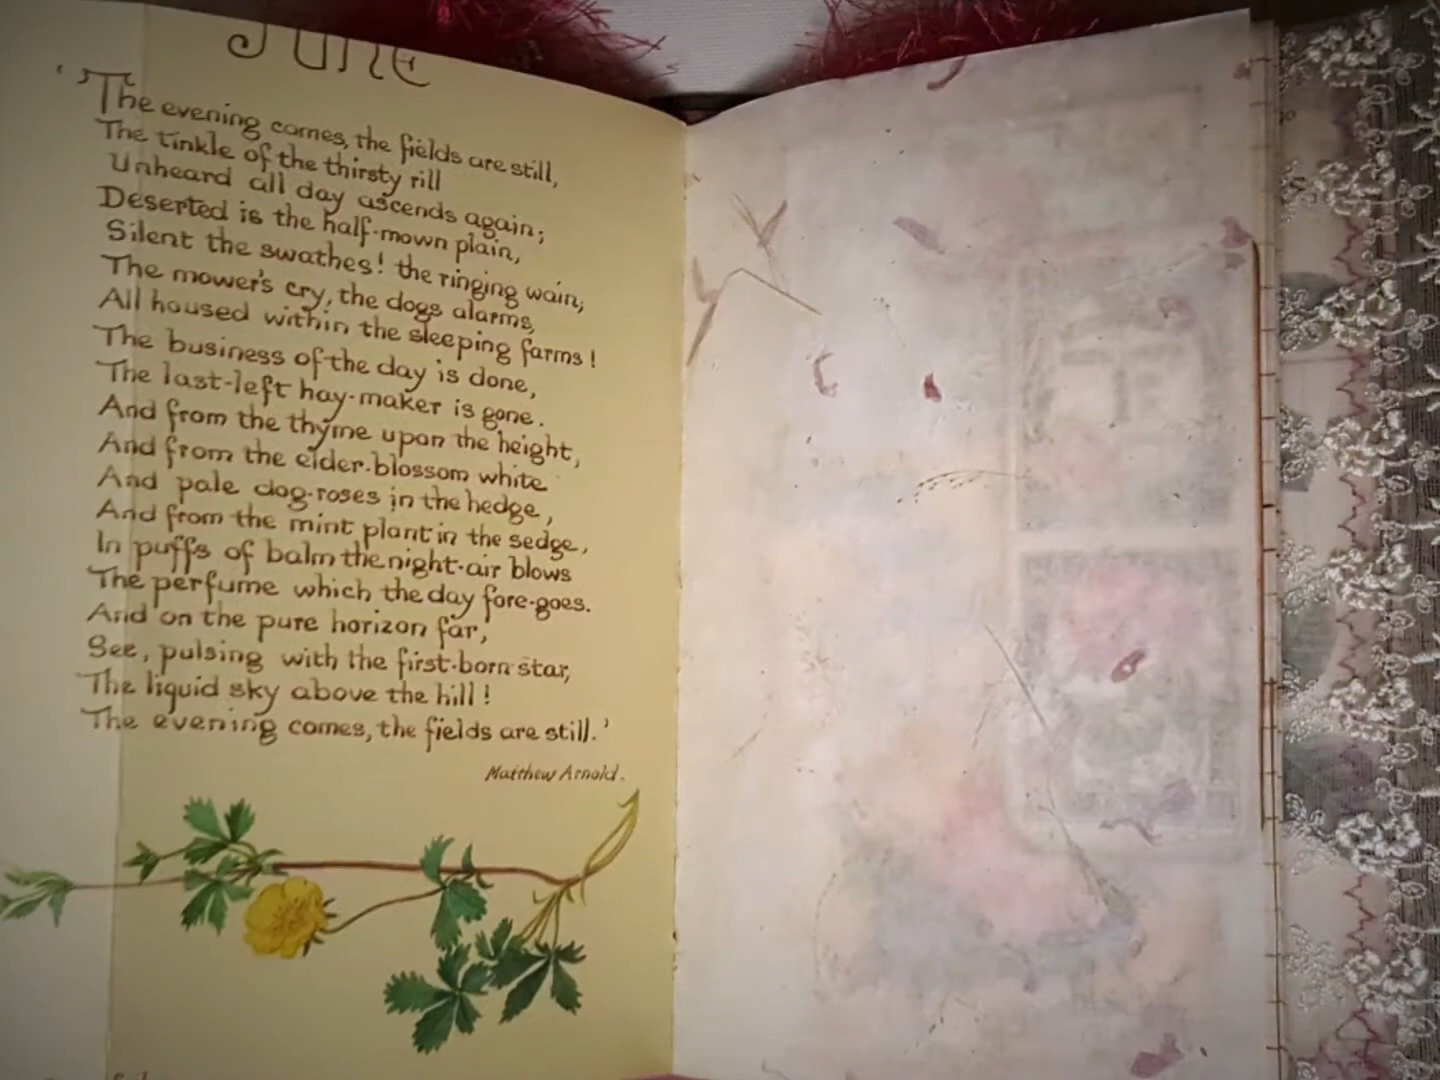 JUNE
'The evening comes, the fields are still,
The tinkle of the thirsty rill
Unheard all day ascends again;
Deserted is the half-mown plain,
Silent the swathes! the ringing wain,
The mower's cry, the dogs alarms,
All housed within the sleeping farms!
The business of the day is done,
The last-left hay-maker is gone.
And from the thyme upon the height,
And from the elder-blossom white
And pale dog-roses in the hedge,
And from the mint plant in the sedge,
In puffs of balm the night-air blows
The perfume which the day fore-goes.
And on the pure horizon far,
See, pulsing with the first-born star,
The liquid sky above the hill!
The evening comes, the fields are still.'
Matthew Arnold.